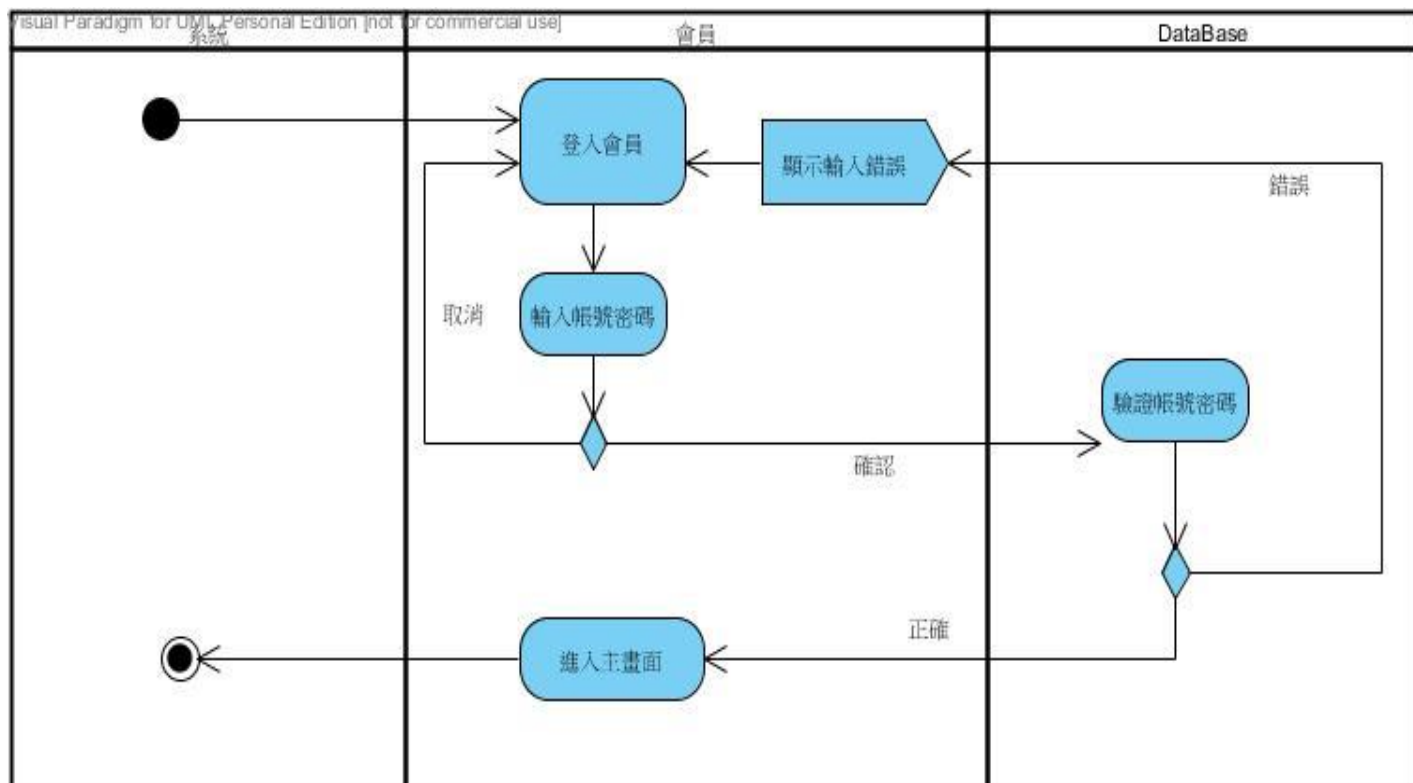 Visual Paradigm for UML Personal Edition [not for commercial use]
系統
會員
DataBase
登入會員
顯示輸入錯誤
錯誤
取消
輸入帳號密碼
驗證帳號密碼
確認
正確
進入主畫面